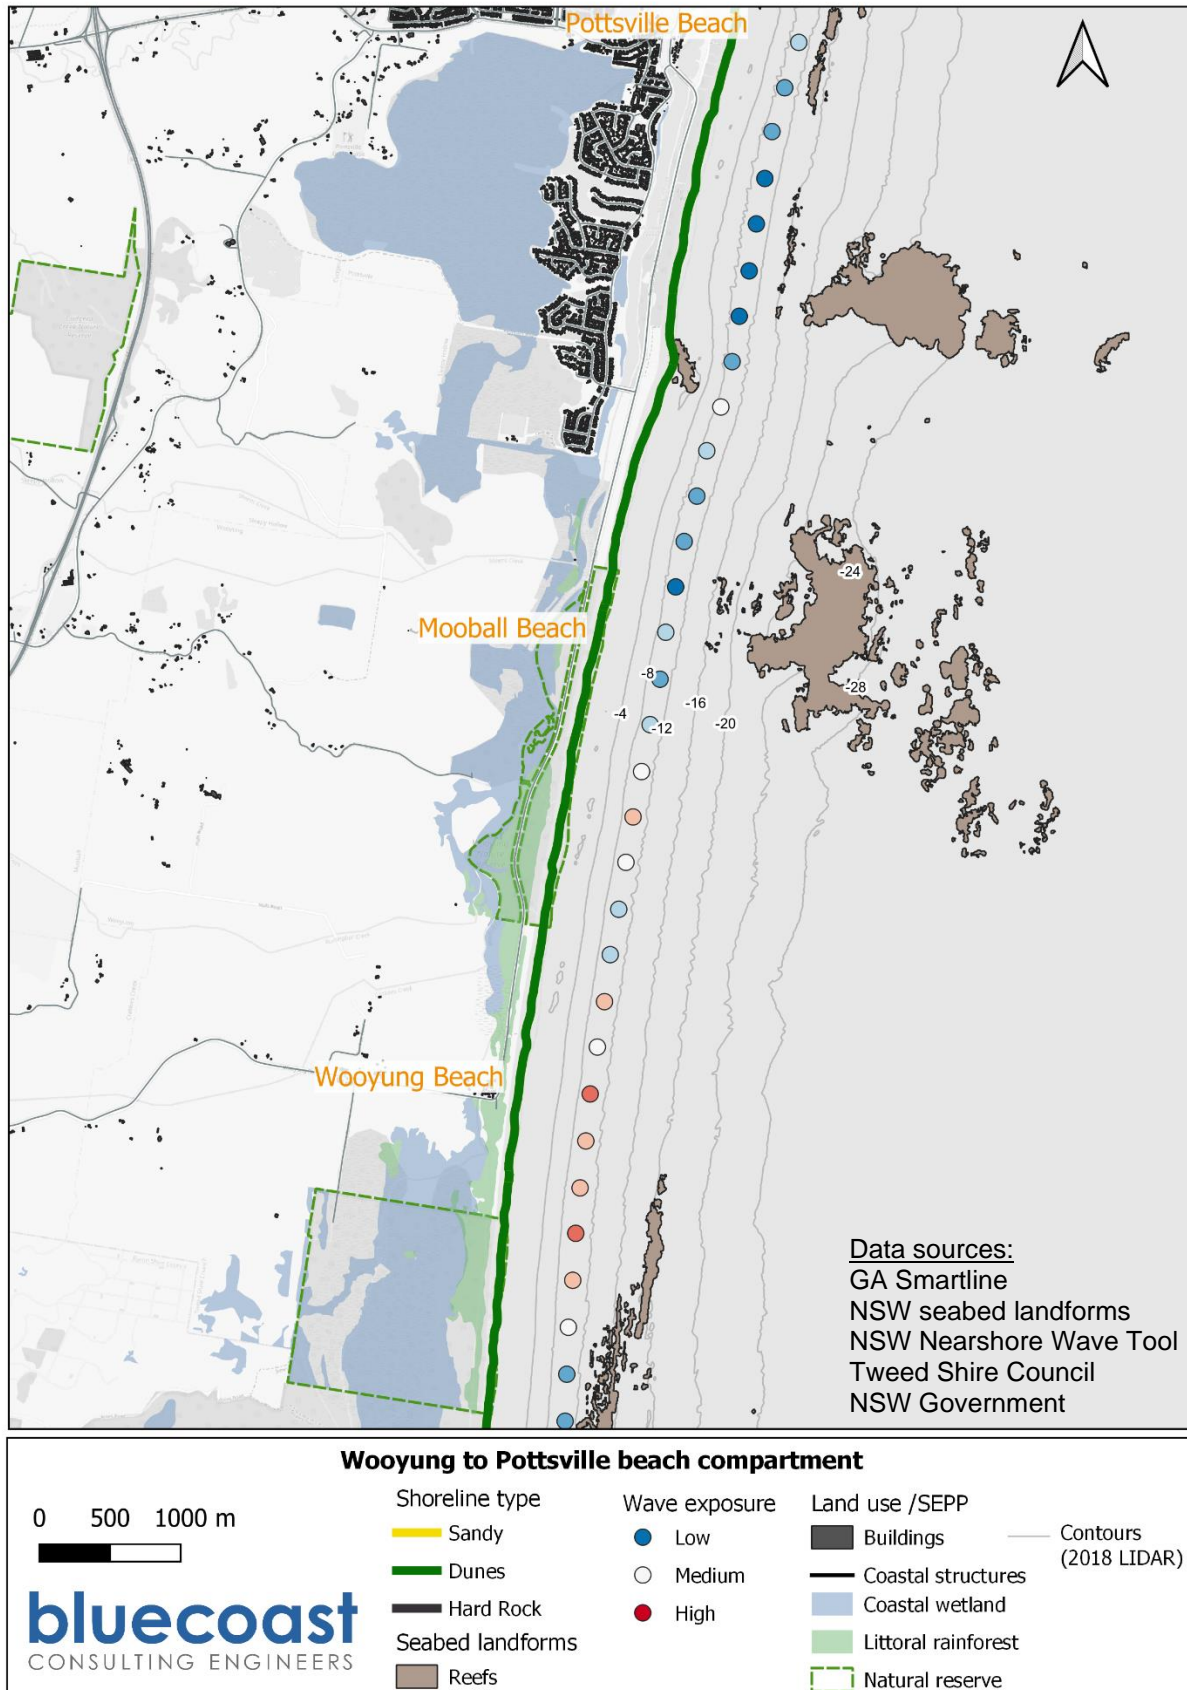 Pottsville Beach
Mooball Beach
-24
-8
-28
-4
-16
-12
-20
Wooyung Beach
Data sources:
GA Smartline
NSW seabed landforms
NSW Nearshore Wave Tool
Tweed Shire Council
NSW Government
Wooyung to Pottsville beach compartment
0 500 1000 m
Shoreline type
Sandy
Dunes
Hard Rock
Seabed landforms
Reefs
Wave exposure
Low
Medium
High
Land use /SEPP
Buildings
Coastal structures
Coastal wetland
Littoral rainforest
Natural reserve
Contours
(2018 LIDAR)
bluecoast
CONSULTING ENGINEERS